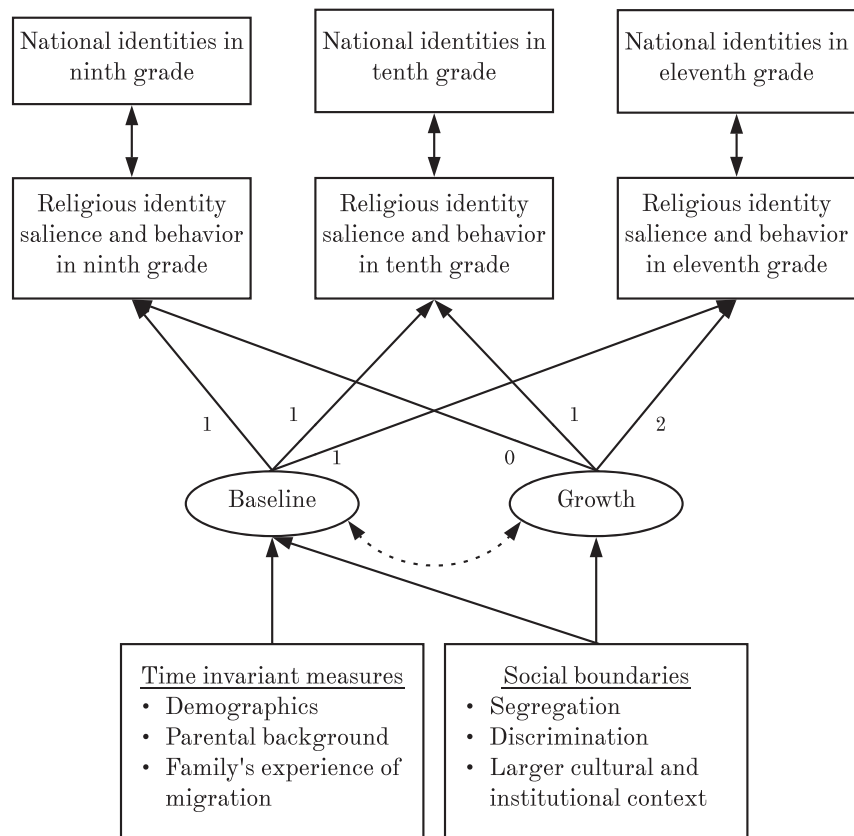 National identities in
ninth grade
National identities in
tenth grade
National identities in
eleventh grade
Religious identity
salience and behavior
in ninth grade
Religious identity
salience and behavior
in tenth grade
Religious identity
salience and behavior
in eleventh grade
1
1
1
0
1
2
Baseline
Growth
Time invariant measures
• Demographics
• Parental background
• Family's experience of
migration
Social boundaries
• Segregation
• Discrimination
• Larger cultural and
institutional context